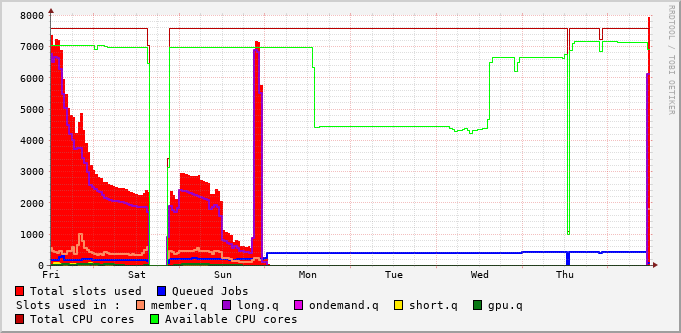 8000
7000
6000
5000
4000
3000
2000
1000
0
Fri Sat Sun Mon Tue Wed Thu
RRDTOOL / TOBI OETIKER
Total slots used Queued Jobs
Slots used in : member.q long.q ondemand.q short.q gpu.q
Total CPU cores Available CPU cores